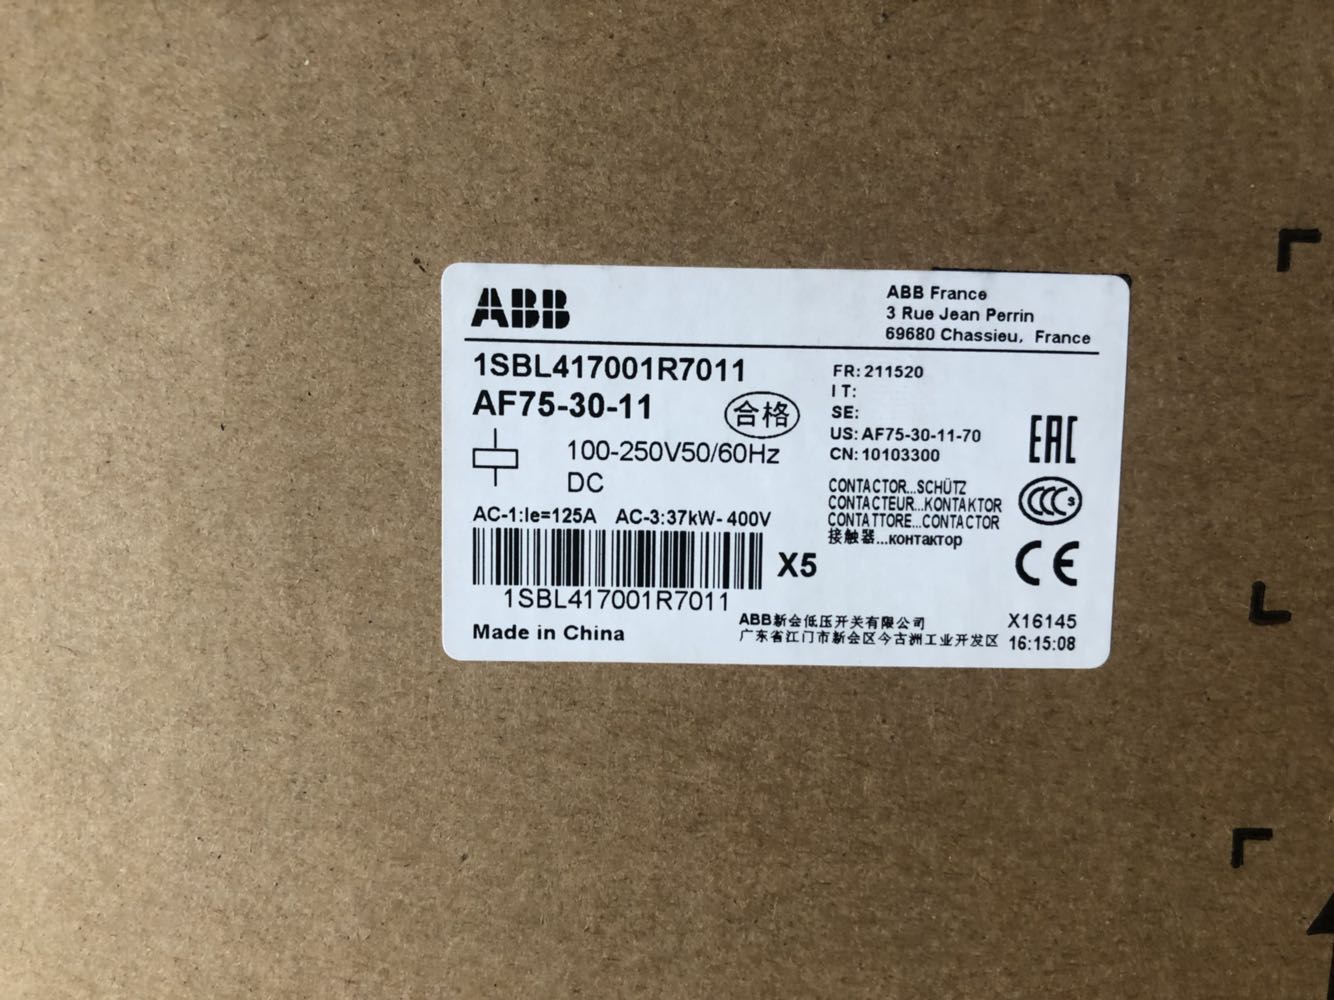 ABB
ABB France
3 Rue Jean Perrin
69680 Chassieu, France
1SBL417001R7011
AF75-30-11
合格
100-250V50/60Hz
DC
AC-1:Ie=125A AC-3:37kW-400V
FR: 211520
IT:
SE:
US: AF75-30-11-70
CN: 10103300
EAC
CONTACTOR...SCHÜTZ
CONTACTEUR...KONTAKTOR
CONTATTORE...CONTACTOR
接触器...контактор
CCC S
CE
X5
1SBL417001R7011
Made in China
ABB新会低压开关有限公司
广东省江门市新会区今古洲工业开发区
X16145
16:15:08